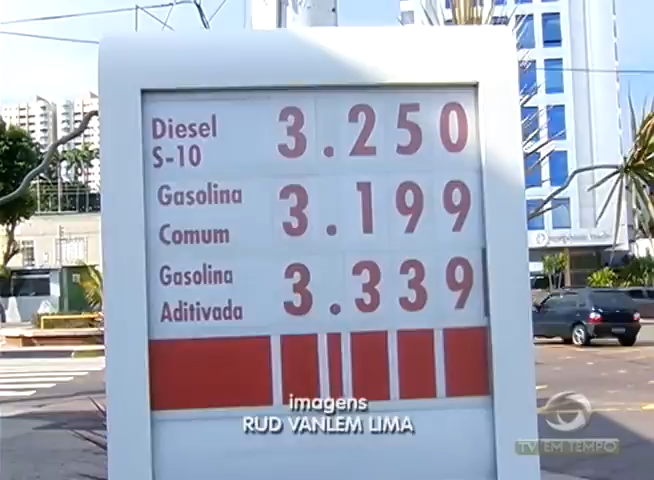 Diesel 3.250
S-10
Gasolina 3.199
Comum
Gasolina 3.339
Aditivada
imagens
RUD VANLEM LIMA
TV EM TEMPO